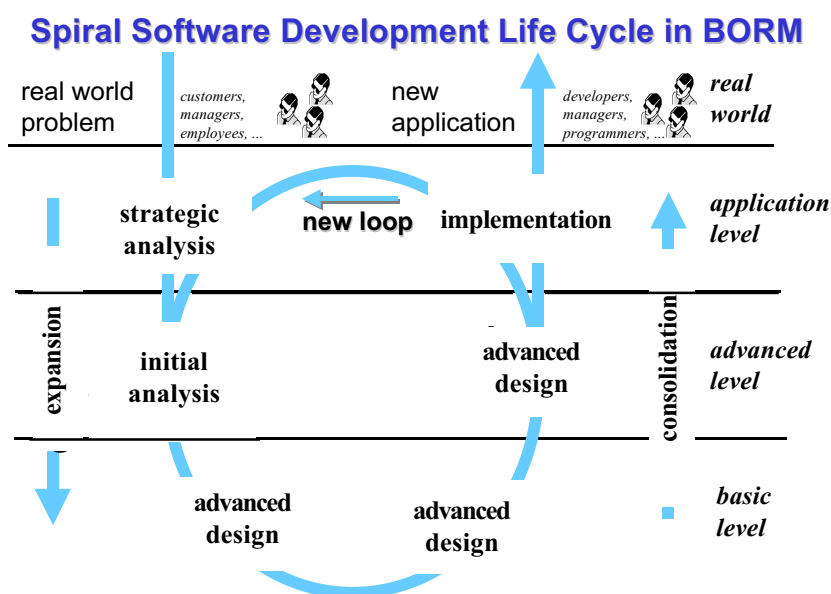 Spiral Software Development Life Cycle in BORM
real world
problem
customers,
managers,
employees, ...
new
application
developers,
managers,
programmers, ...
real
world
strategic
analysis
new loop
implementation
application
level
expansion
initial
analysis
advanced
design
consolidation
advanced
level
advanced
design
advanced
design
basic
level